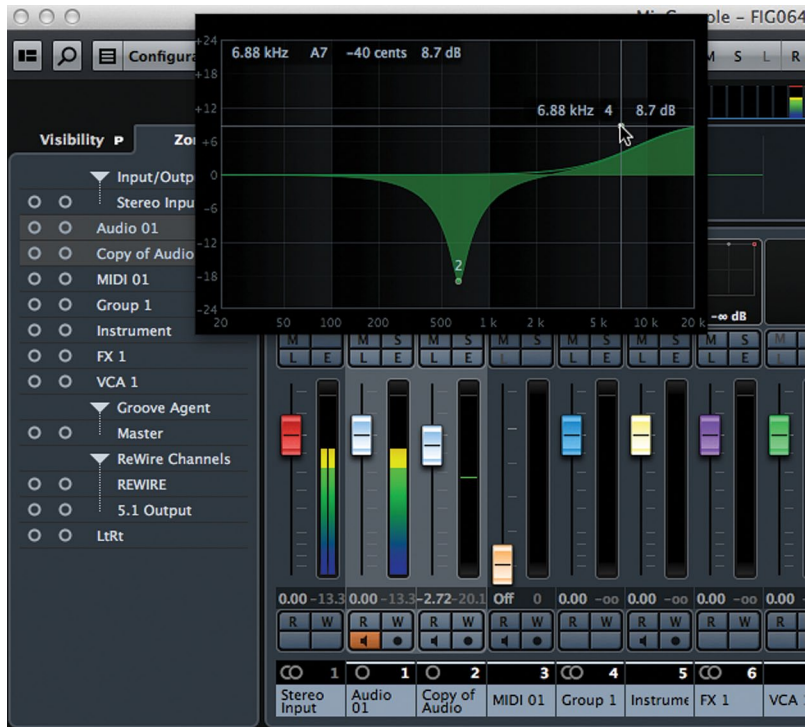 MixConsole – FIG064
Configura
M S L R
+24
6.88 kHz A7 –40 cents 8.7 dB
+18
+12
6.88 kHz 4 8.7 dB
+6
0
–6
–12
–18
2
–24
20 50 100 200 500 1 k 2 k 5 k 10 k 20 k
–∞ dB
Visibility P Zo
Input/Outp
Stereo Inpu
Audio 01
Copy of Audio
MIDI 01
Group 1
Instrument
FX 1
VCA 1
Groove Agent
Master
ReWire Channels
REWIRE
5.1 Output
LtRt
M M S M S M S M S M S M S M
L E L E L E L L E L E L E L
0.00 -13.3 0.00 -13.3 -2.72 -20.1 Off 0 0.00 -oo 0.00 -oo 0.00 -oo 0.00
R W R W R W R W R W R W R W R
1 1 2 3 4 5 6
Stereo Input
Audio 01
Copy of Audio
MIDI 01
Group 1
Instrume
FX 1
VCA